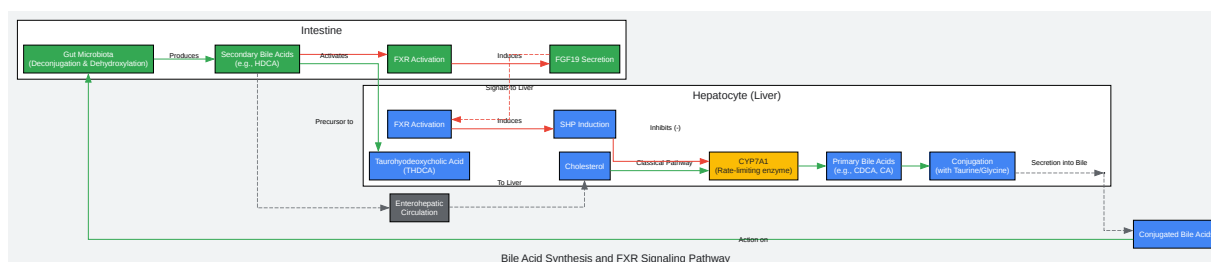 Intestine
Gut Microbiota
(Deconjugation & Dehydroxylation)
Produces
Secondary Bile Acids
(e.g., HDCA)
Activates
FXR Activation
Induces
FGF19 Secretion
Signals to Liver
Hepatocyte (Liver)
Precursor to
FXR Activation
Induces
SHP Induction
Inhibits (-)
Taurohyodeoxycholic Acid
(THDCA)
Cholesterol
Classical Pathway
CYP7A1
(Rate-limiting enzyme)
Primary Bile Acids
(e.g., CDCA, CA)
Conjugation
(with Taurine/Glycine)
Secretion into Bile
To Liver
Enterohepatic
Circulation
Conjugated Bile Acids
Action on
Bile Acid Synthesis and FXR Signaling Pathway